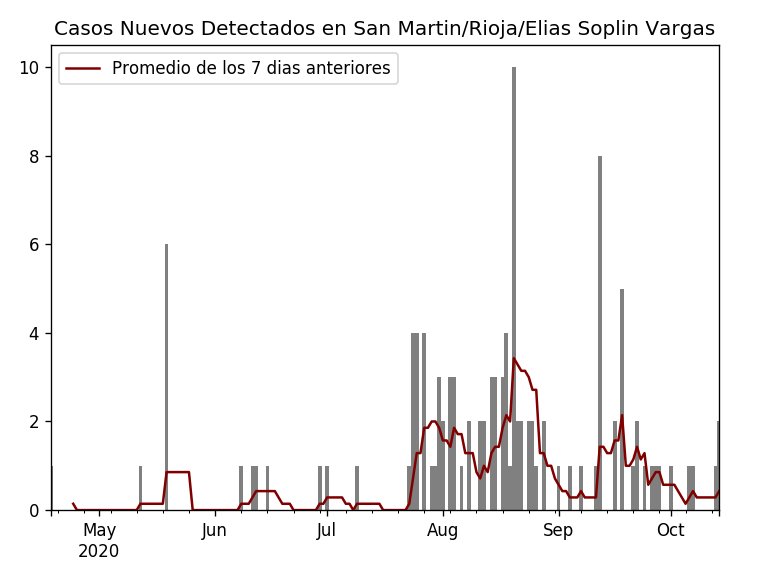 Casos Nuevos Detectados en San Martin/Rioja/Elias Soplin Vargas
Promedio de los 7 dias anteriores
10
8
6
4
2
0
May Jun Jul Aug Sep Oct
2020